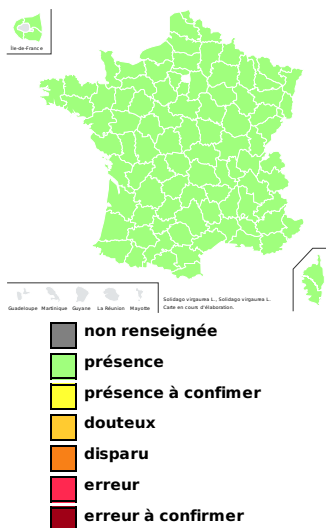 Île-de-France
Solidago virgaurea L., Solidago virgaurea L.
Carte en cours d'élaboration.
Guadeloupe Martinique Guyane La Réunion Mayotte
non renseignée
présence
présence à confimer
douteux
disparu
erreur
erreur à confirmer